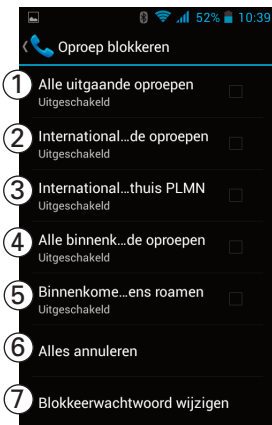 52% 10:39
Oproep blokkeren
1 Alle uitgaande oproepen
Uitgeschakeld
2 International...de oproepen
Uitgeschakeld
3 International...thuis PLMN
Uitgeschakeld
4 Alle binnenk...de oproepen
Uitgeschakeld
5 Binnenkome...ens roamen
Uitgeschakeld
6 Alles annuleren
7 Blokkeerwachtwoord wijzigen